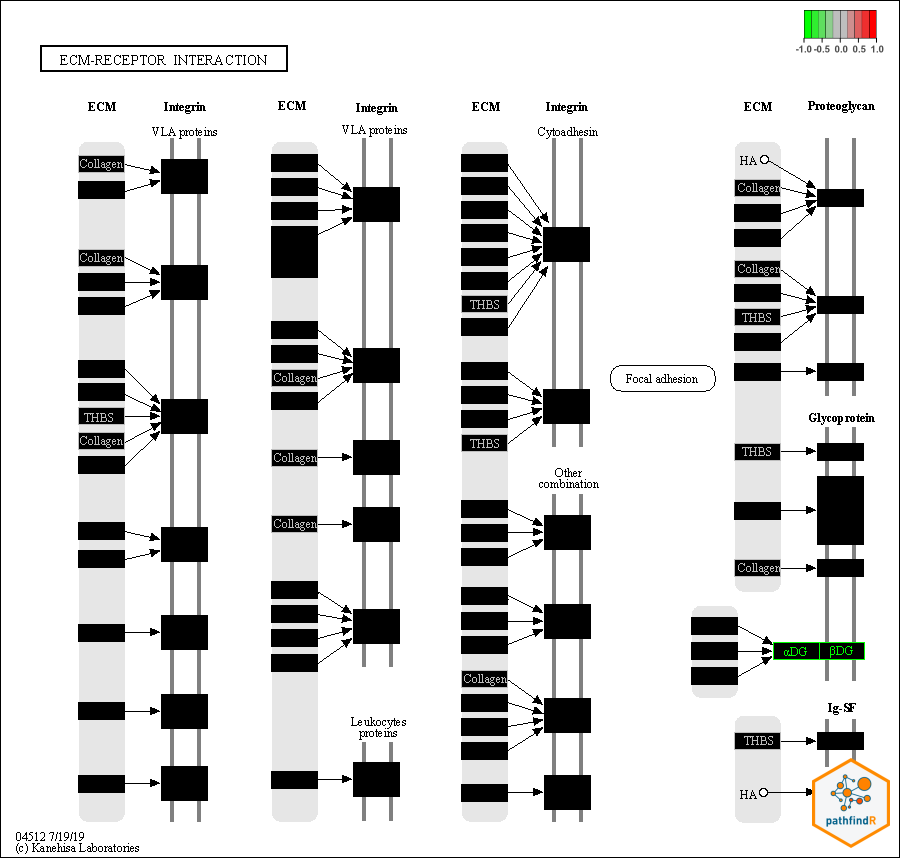 -1.0 -0.5 0.0 0.5 1.0
ECM-RECEPTOR INTERACTION
ECM
Integrin
VLA proteins
Collagen
Collagen
THBS
Collagen
ECM
Integrin
VLA proteins
Collagen
Collagen
Collagen
Leukocytes
proteins
ECM
Integrin
Cytoadhesin
THBS
THBS
Other
combination
Collagen
Focal adhesion
ECM
Proteoglycan
HA
Collagen
Collagen
THBS
Glycoprotein
THBS
Collagen
αDG
βDG
Ig-SF
THBS
HA
pathfindR
04512 7/19/19
(c) Kanehisa Laboratories